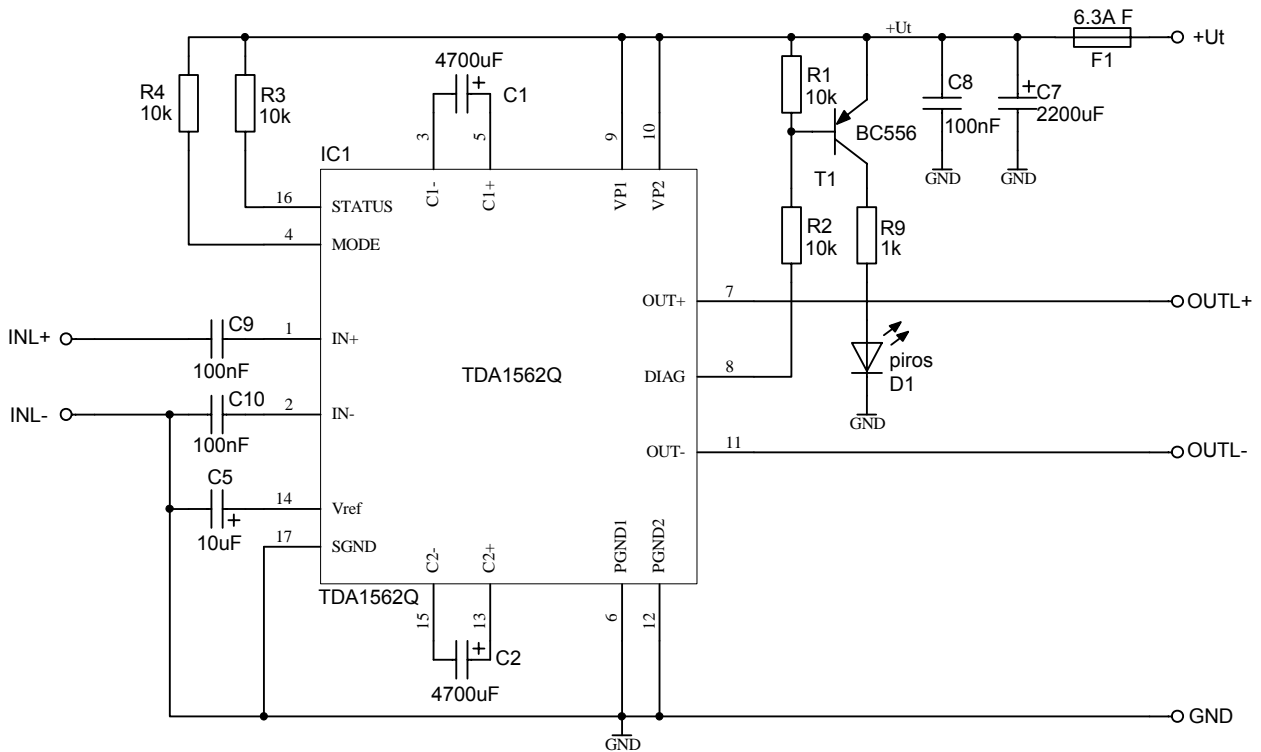 6.3A F
+Ut
+Ut
F1
4700uF
C1
R4
10k
R3
10k
R1
10k
C8
100nF
C7
2200uF
BC556
T1
3
5
9
10
IC1
GND
GND
C1-
C1+
VP1
VP2
16
STATUS
4
MODE
R2
10k
R9
1k
OUT+
7
OUTL+
INL+
C9
100nF
1
IN+
TDA1562Q
DIAG
8
piros
D1
INL-
C10
100nF
2
IN-
GND
OUT-
11
OUTL-
C5
10uF
14
Vref
17
SGND
C2-
C2+
PGND1
PGND2
TDA1562Q
15
13
6
12
C2
4700uF
GND
GND